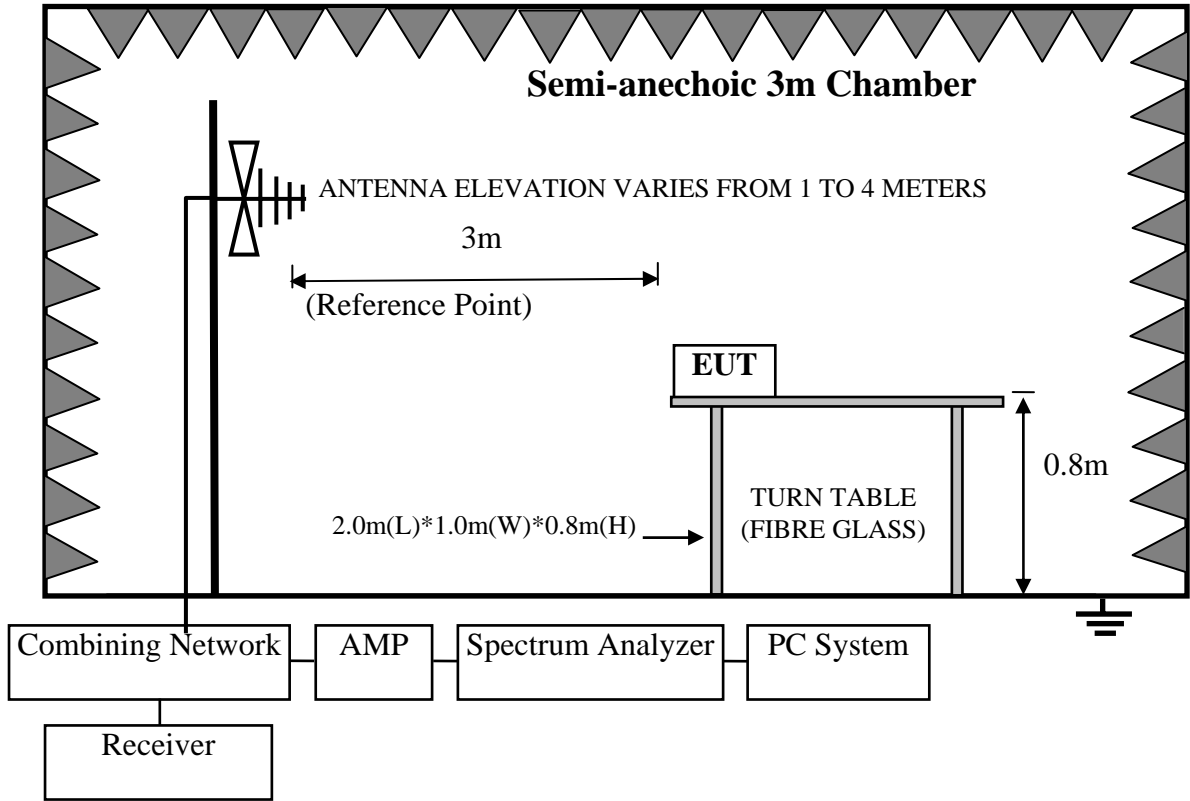 Semi-anechoic 3m Chamber
ANTENNA ELEVATION VARIES FROM 1 TO 4 METERS
3m
(Reference Point)
EUT
0.8m
TURN TABLE
(FIBRE GLASS)
2.0m(L)*1.0m(W)*0.8m(H)
Combining Network
AMP
Spectrum Analyzer
PC System
Receiver